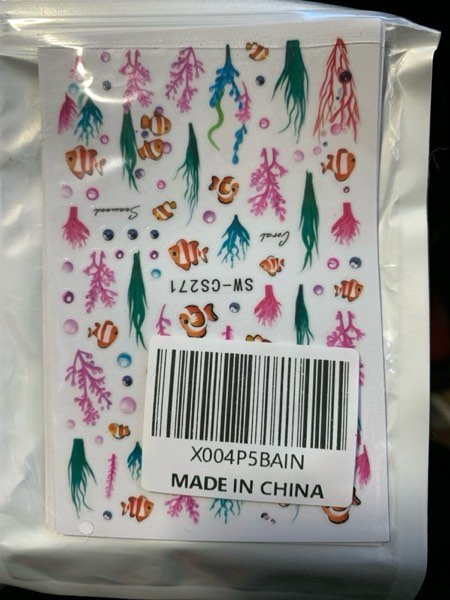 Seaweed
Coral
SW-CS271
X004P5BAIN
MADE IN CHINA